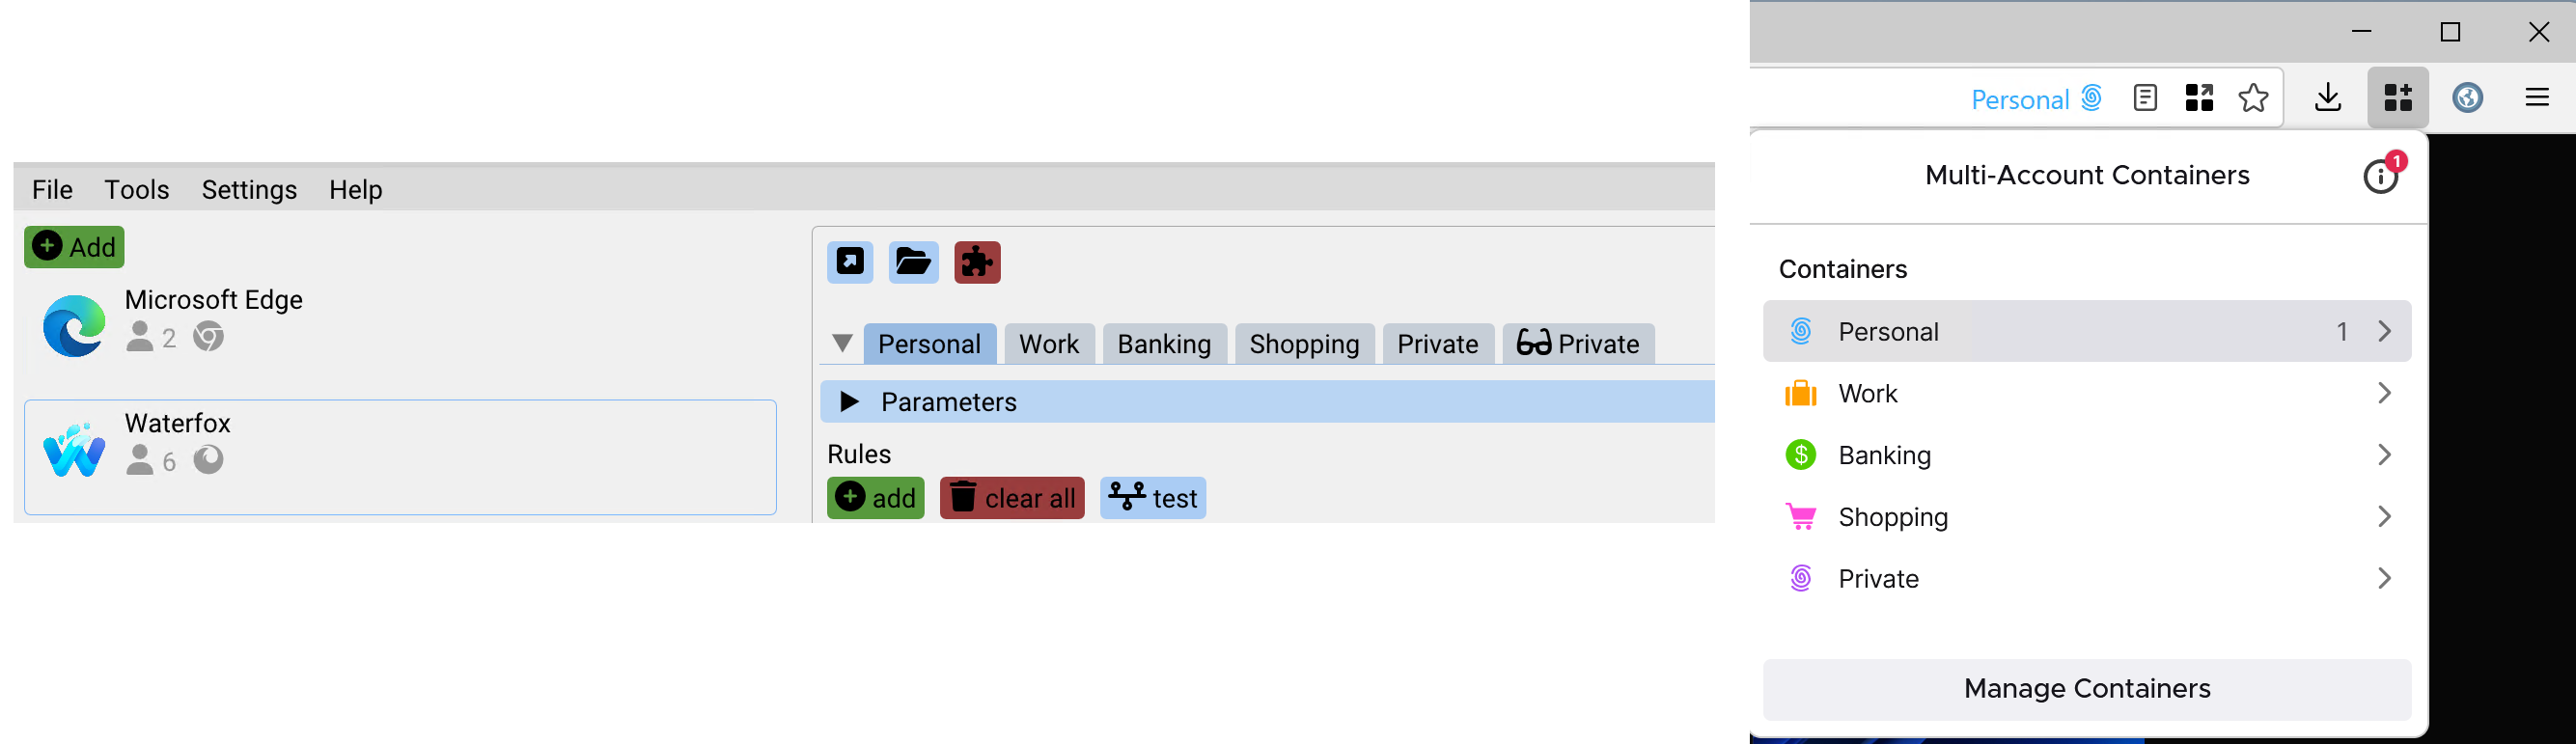 File Tools Settings Help
Add
Microsoft Edge
2
Waterfox
6
Personal Work Banking Shopping Private Private
Parameters
Rules
add clear all test
Personal
Multi-Account Containers
1
Containers
Personal 1
Work
Banking
$
Shopping
Private
Manage Containers